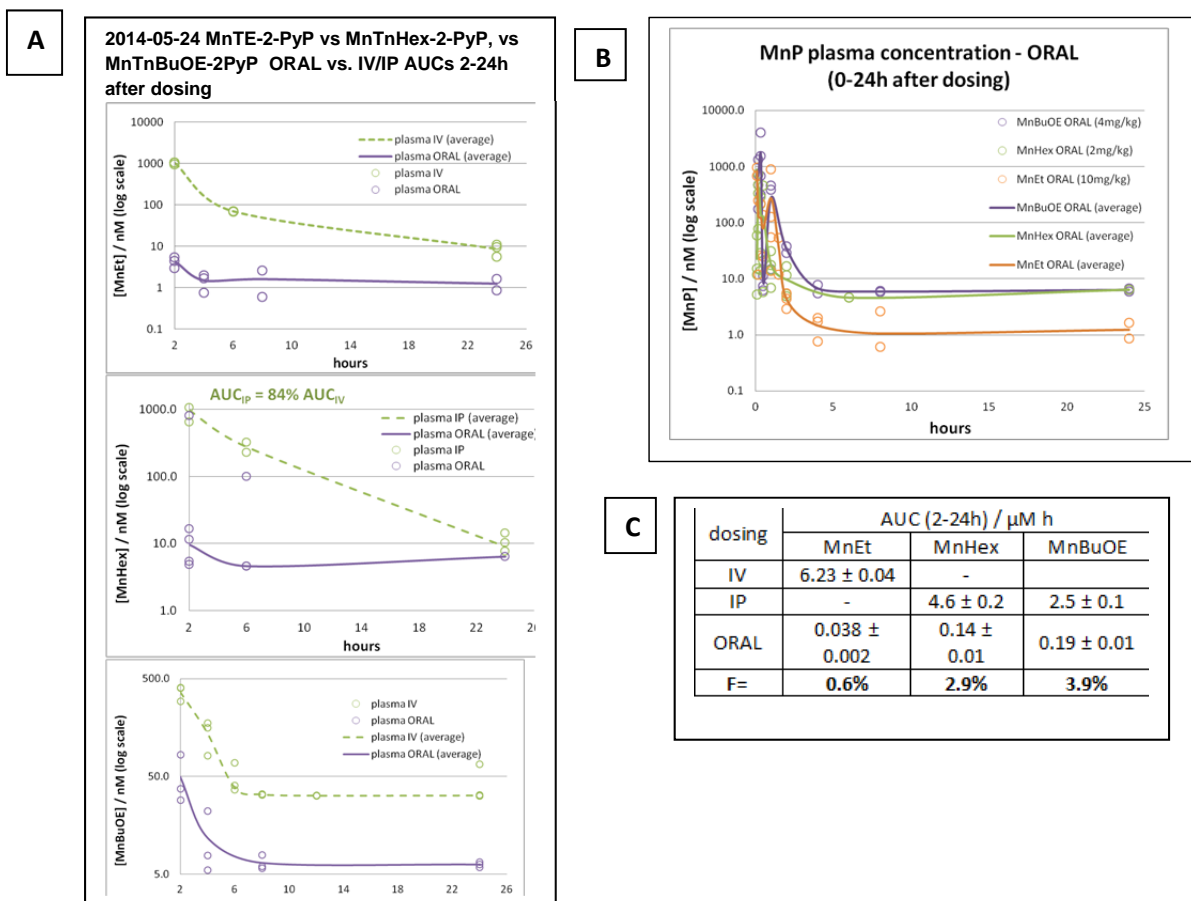 A
2014-05-24 MnTE-2-PyP vs MnTnHex-2-PyP, vs
MnTnBuOE-2PyP ORAL vs. IV/IP AUCs 2-24h
after dosing
[MnEt] / nM (log scale)
10000
1000
100
10
1
0.1
plasma IV (average)
plasma ORAL (average)
plasma IV
plasma ORAL
2 6 10 14 18 22 26
hours
AUCIP = 84% AUCIV
[MnHex] / nM (log scale)
1000.0
100.0
10.0
1.0
plasma IP (average)
plasma ORAL (average)
plasma IP
plasma ORAL
2 6 10 14 18 22
hours
[MnBuOE] / nM (log scale)
500.0
50.0
5.0
plasma IV
plasma ORAL
plasma IV (average)
plasma ORAL (average)
2 6 10 14 18 22 26
B
MnP plasma concentration - ORAL
(0-24h after dosing)
[MnP] / nM (log scale)
10000.0
1000.0
100.0
10.0
1.0
0.1
MnBuOE ORAL (4mg/kg)
MnHex ORAL (2mg/kg)
MnEt ORAL (10mg/kg)
MnBuOE ORAL (average)
MnHex ORAL (average)
MnEt ORAL (average)
0 5 10 15 20 25
hours
C
dosing AUC (2-24h) / µM h
MnEt MnHex MnBuOE
IV 6.23 ± 0.04 -
IP - 4.6 ± 0.2 2.5 ± 0.1
ORAL 0.038 ± 0.14 ± 0.19 ± 0.01
0.002 0.01
F= 0.6% 2.9% 3.9%